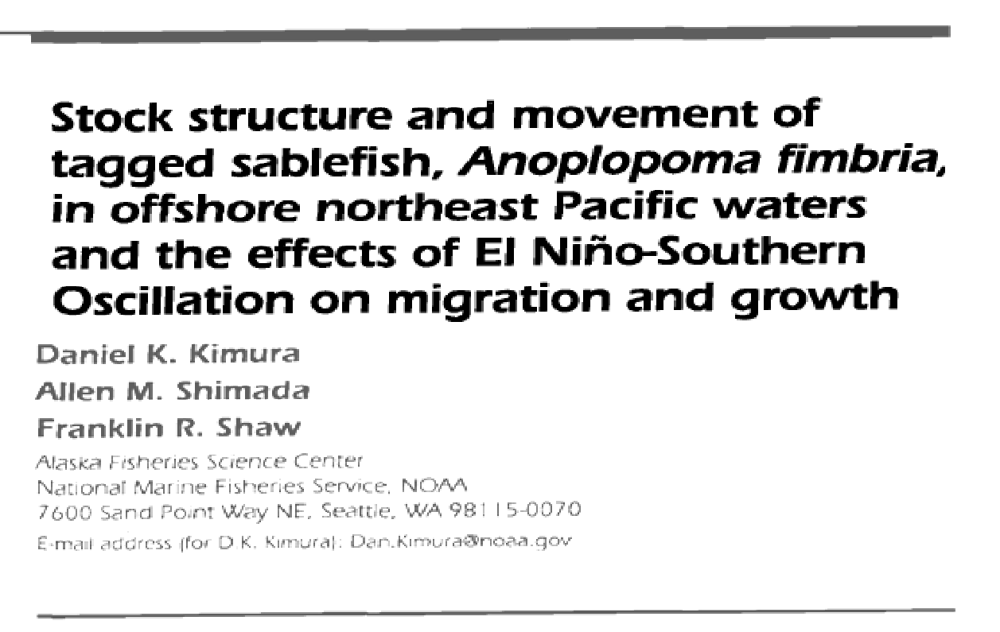 Stock structure and movement of
tagged sablefish, Anoplopoma fimbria,
in offshore northeast Pacific waters
and the effects of El Niño-Southern
Oscillation on migration and growth
Daniel K. Kimura
Allen M. Shimada
Franklin R. Shaw
Alaska Fisheries Science Center
National Marine Fisheries Service, NOAA
7600 Sand Point Way NE, Seattle, WA 98115-0070
E-mail address (for D.K. Kimura): Dan.Kimura@noaa.gov